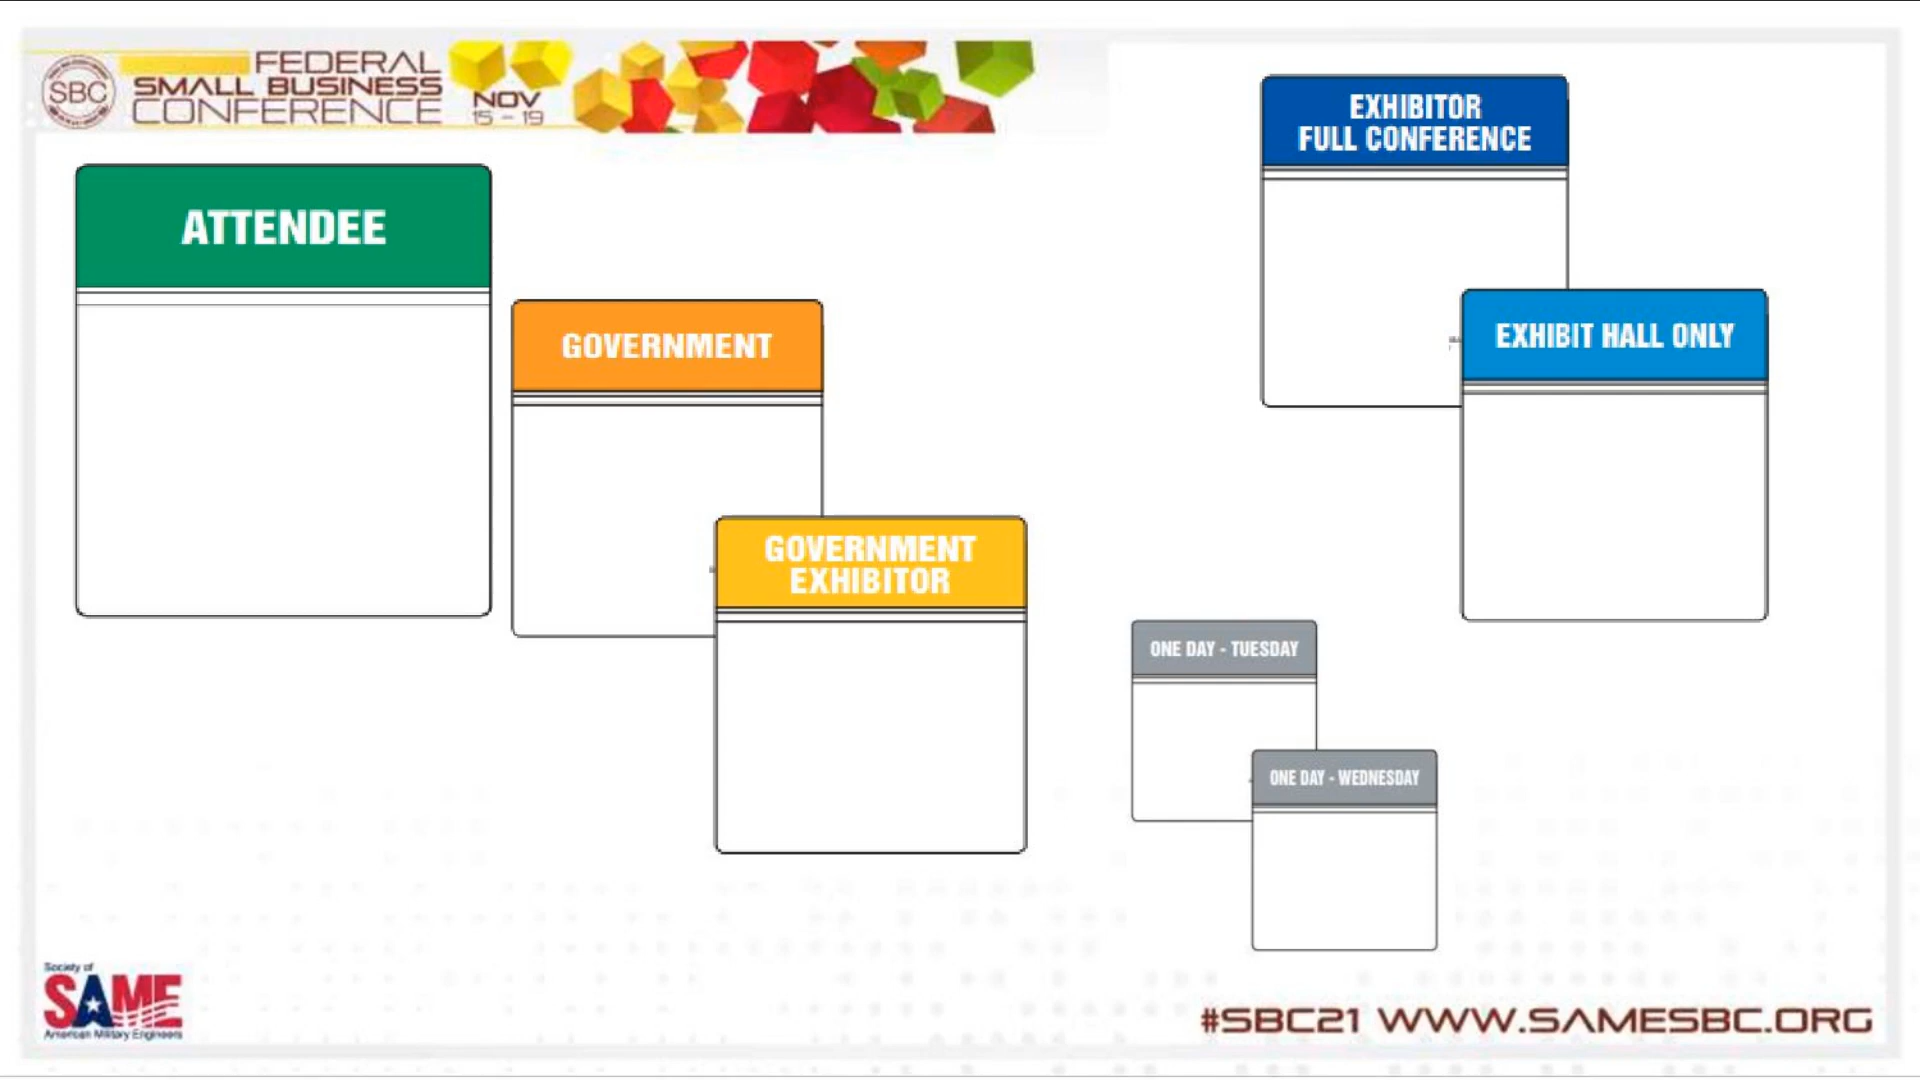 SBC
FEDERAL
SMALL BUSINESS
CONFERENCE
NOV
15 - 19
ATTENDEE
GOVERNMENT
GOVERNMENT
EXHIBITOR
EXHIBITOR
FULL CONFERENCE
EXHIBIT HALL ONLY
ONE DAY - TUESDAY
ONE DAY - WEDNESDAY
Society of
SAME
American Military Engineers
#SBC21 WWW.SAMESBC.ORG